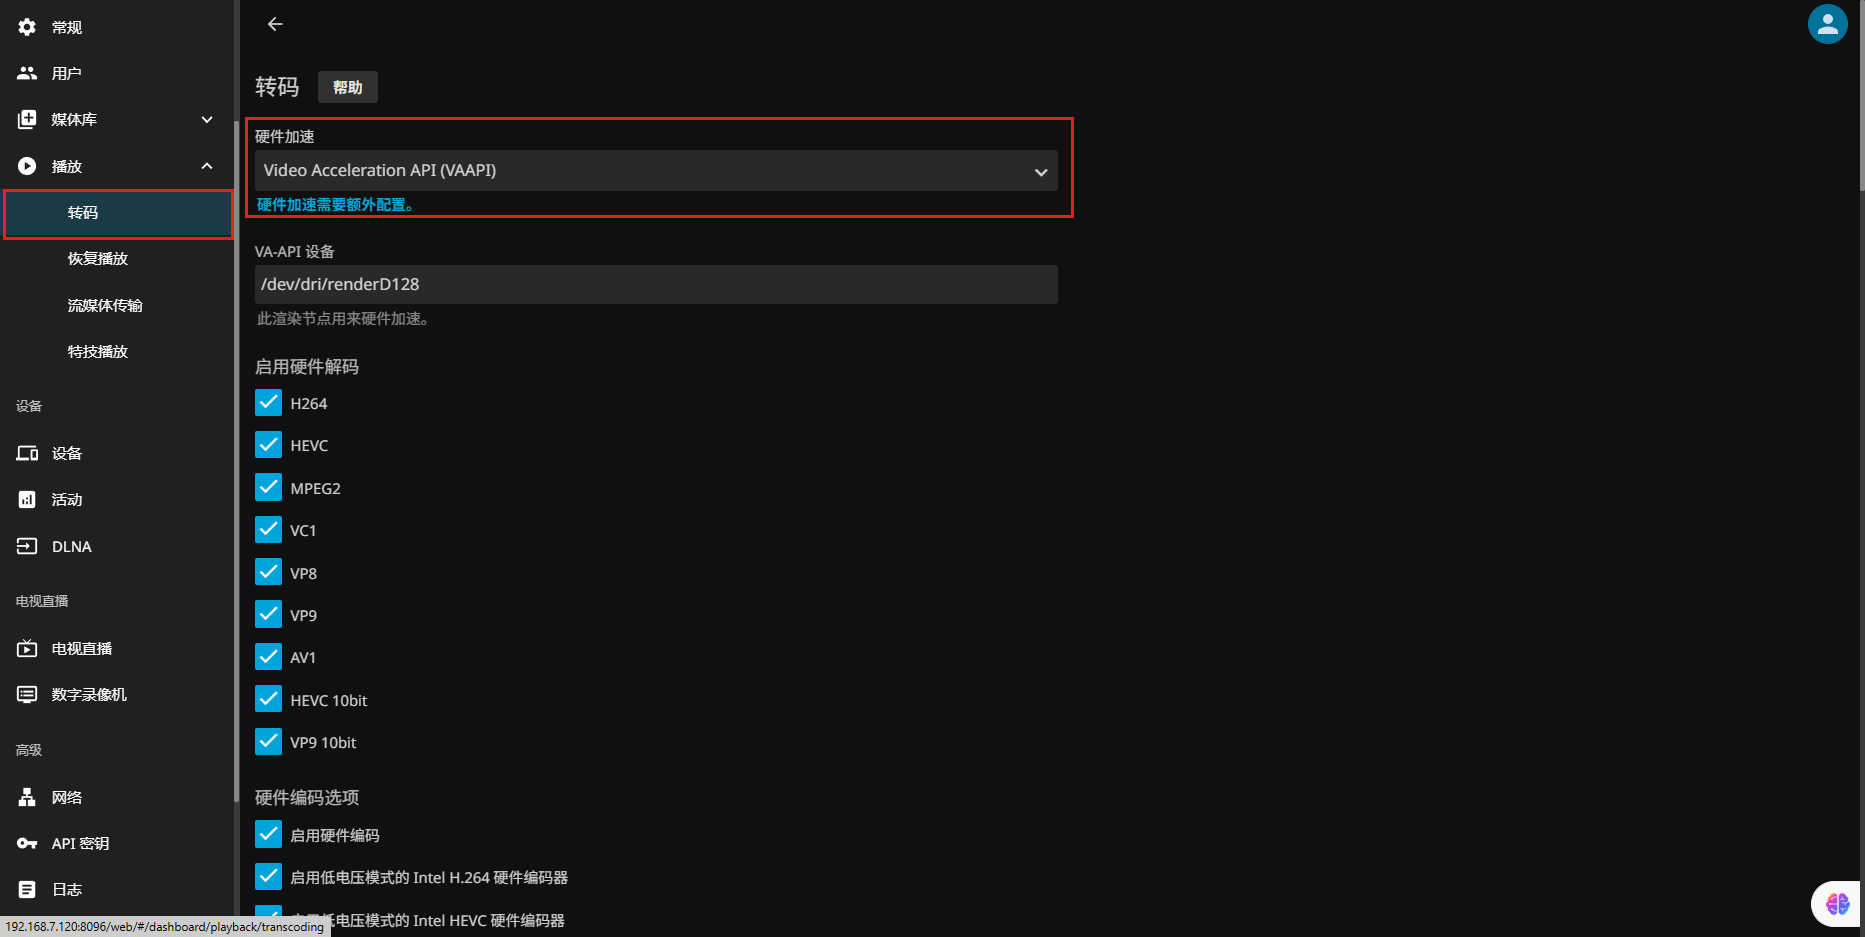 常规
用户
媒体库
播放
转码
恢复播放
流媒体传输
特技播放
设备
设备
活动
DLNA
电视直播
电视直播
数字录像机
高级
网络
API 密钥
日志
192.168.7.120:8096/web/#/dashboard/playback/transcoding
转码
帮助
硬件加速
Video Acceleration API (VAAPI)
硬件加速需要额外配置。
VA-API 设备
/dev/dri/renderD128
此渲染节点用来硬件加速。
启用硬件解码
H264
HEVC
MPEG2
VC1
VP8
VP9
AV1
HEVC 10bit
VP9 10bit
硬件编码选项
启用硬件编码
启用低电压模式的 Intel H.264 硬件编码器
启用低电压模式的 Intel HEVC 硬件编码器